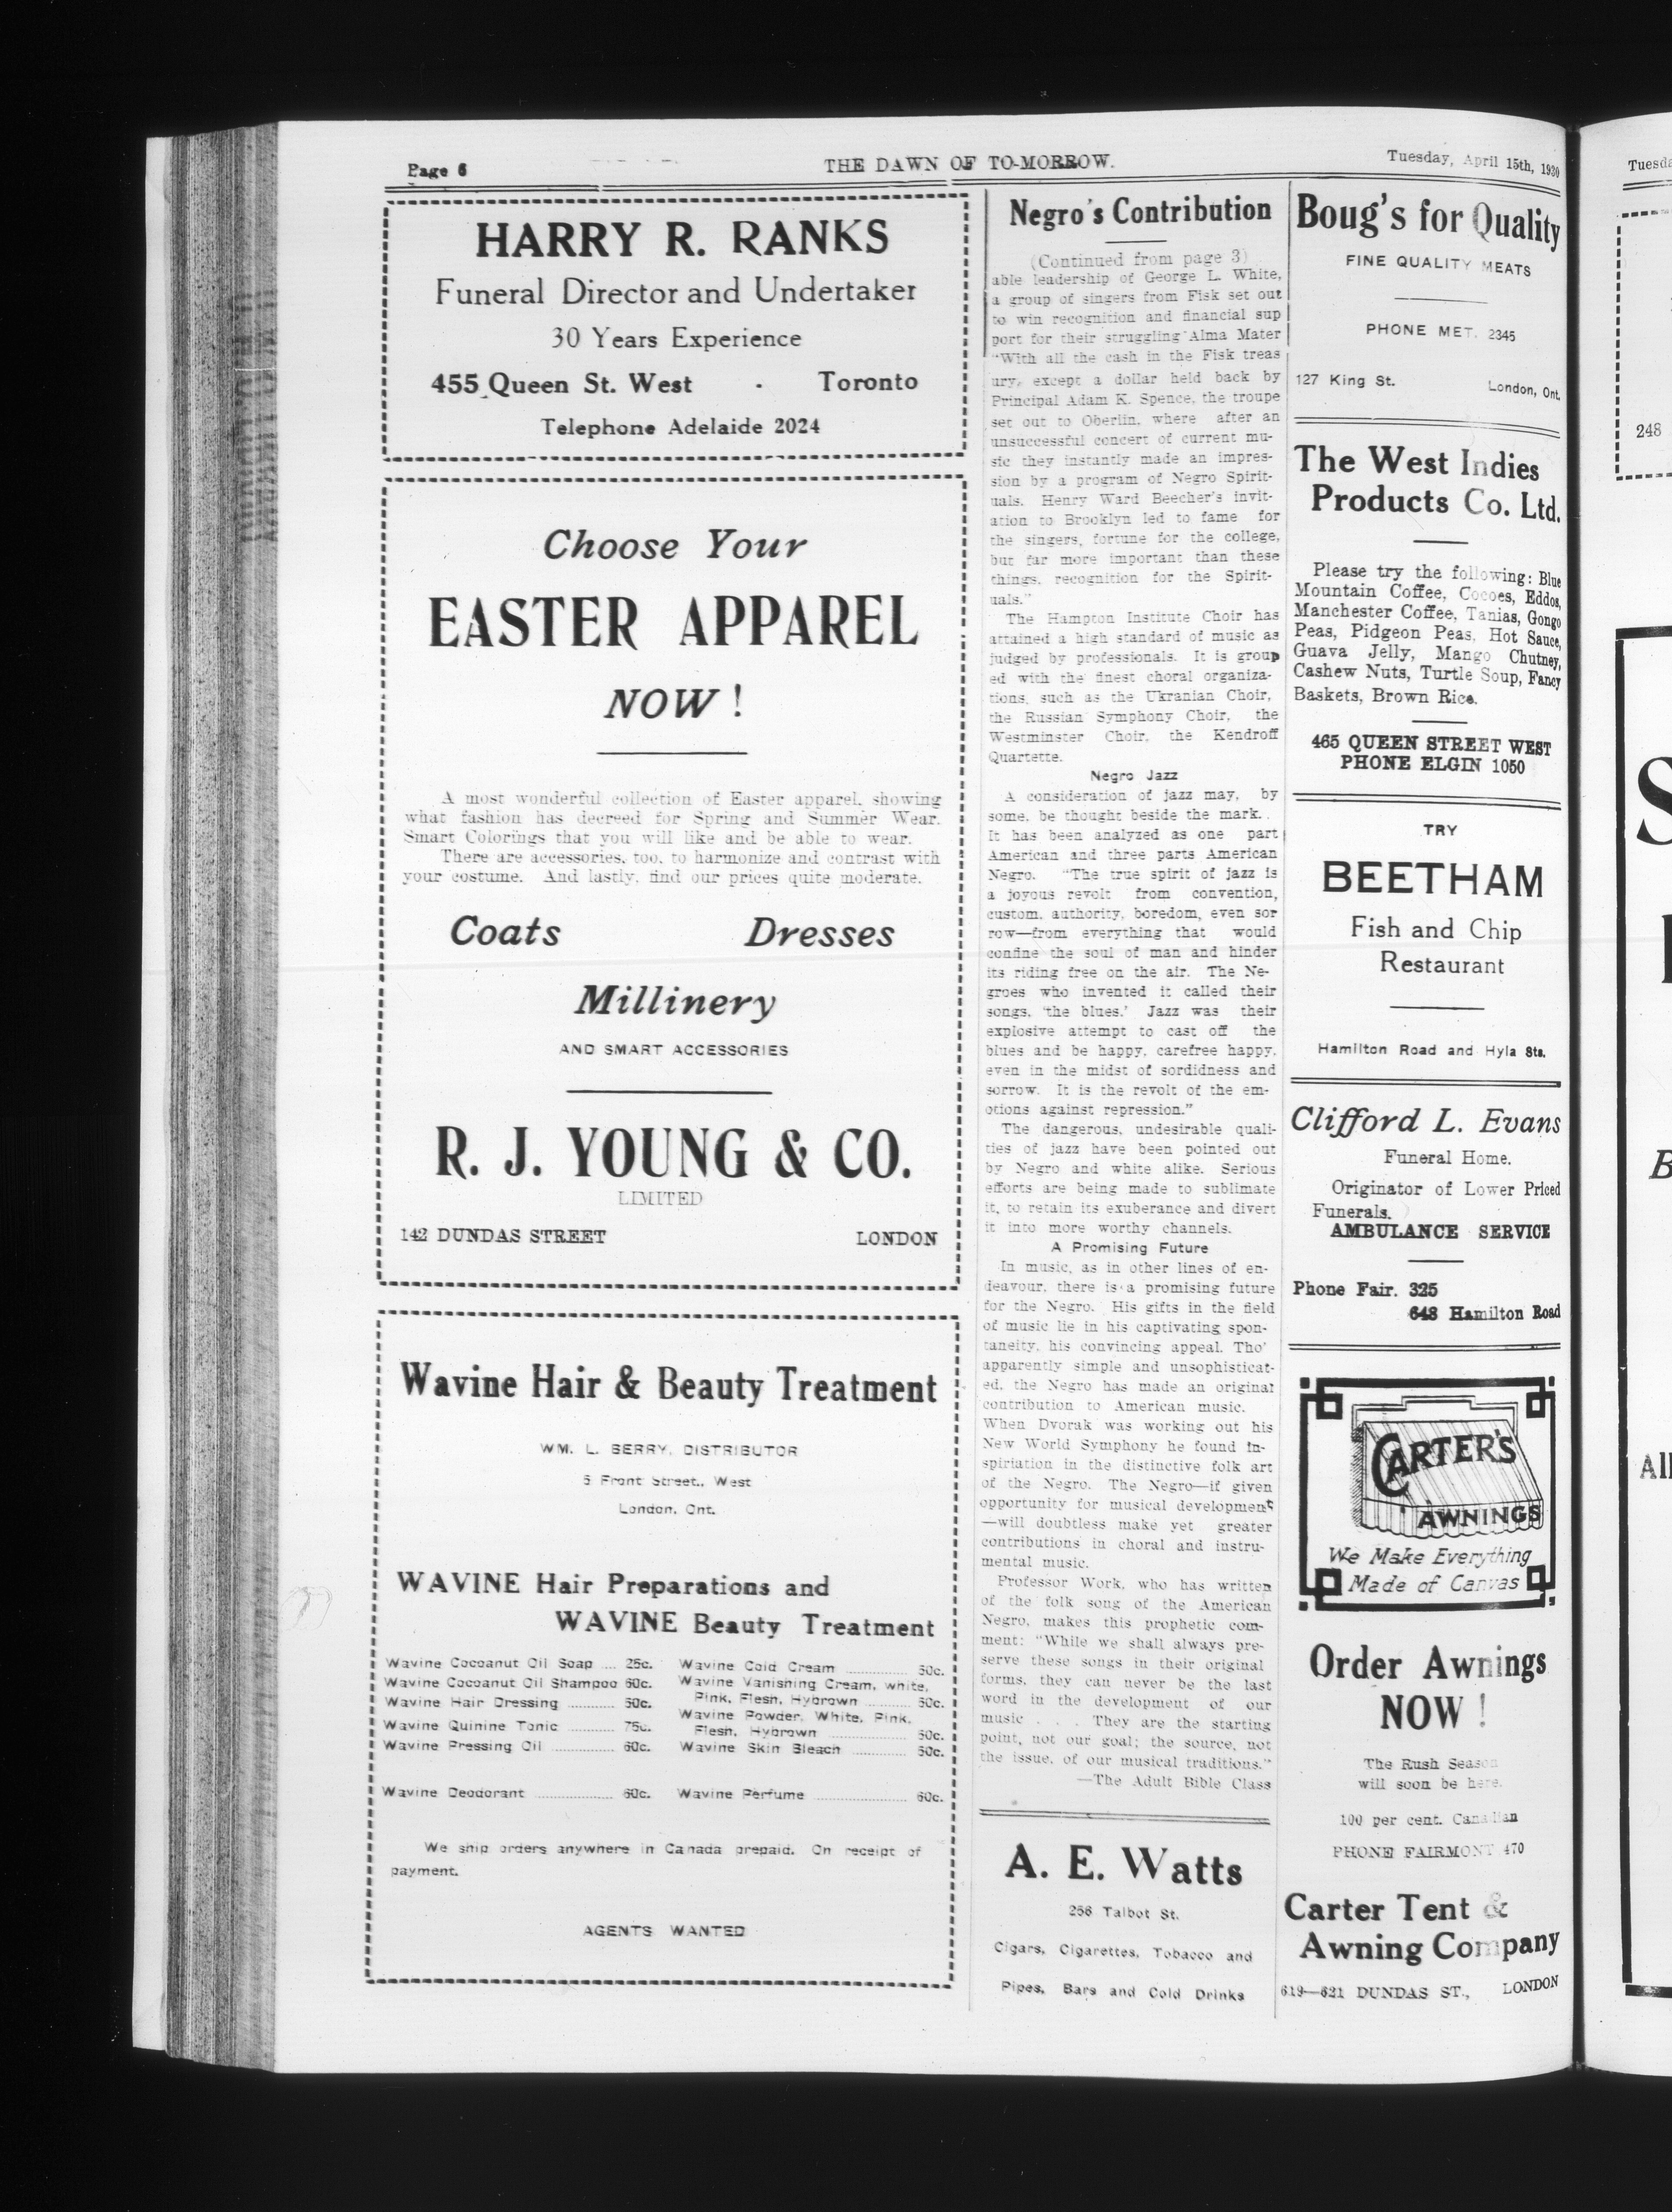 Page 6
THE DAWN OF TO-MORROW.
Tuesday, April 15th, 1930
HARRY R. RANKS
Funeral Director and Undertaker
30 Years Experience
455 Queen St. West - Toronto
Telephone Adelaide 2024
Choose Your
EASTER APPAREL
NOW !
A most wonderful collection of Easter apparel, showing
what fashion has decreed for Spring and Summer Wear.
Smart Colorings that you will like and be able to wear.
There are accessories, too, to harmonize and contrast with
your costume. And lastly, find our prices quite moderate.
Coats Dresses
Millinery
AND SMART ACCESSORIES
R. J. YOUNG & CO.
LIMITED
142 DUNDAS STREET LONDON
Wavine Hair & Beauty Treatment
WM. L. BERRY, DISTRIBUTOR
5 Front Street., West
London, Ont.
WAVINE Hair Preparations and
WAVINE Beauty Treatment
Wavine Cocoanut Oil Soap .... 25c.
Wavine Cocoanut Oil Shampoo 60c.
Wavine Hair Dressing ............ 50c.
Wavine Quinine Tonic ........... 75c.
Wavine Pressing Oil ................ 60c.
Wavine Deodorant .................... 60c.
Wavine Cold Cream ................ 50c.
Wavine Vanishing Cream, white,
Pink, Flesh, Hybrown ........... 50c.
Wavine Powder, White, Pink,
Flesh, Hybrown ...................... 50c.
Wavine Skin Bleach .............. 50c.
Wavine Perfume ........................ 60c.
We ship orders anywhere in Canada prepaid. On receipt of
payment.
AGENTS WANTED
Negro's Contribution
(Continued from page 3)
able leadership of George L. White,
a group of singers from Fisk set out
to win recognition and financial sup
port for their struggling Alma Mater
"With all the cash in the Fisk treas
ury, except a dollar held back by
Principal Adam K. Spence, the troupe
set out to Oberlin, where after an
unsuccessful concert of current mu-
sic they instantly made an impres-
sion by a program of Negro Spirit-
uals. Henry Ward Beecher's invit-
ation to Brooklyn led to fame for
the singers, fortune for the college,
but far more important than these
things, recognition for the Spirit-
uals."
The Hampton Institute Choir has
attained a high standard of music as
judged by professionals. It is group
ed with the finest choral organiza-
tions, such as the Ukranian Choir,
the Russian Symphony Choir, the
Westminster Choir, the Kendroff
Quartette.
Negro Jazz
A consideration of jazz may, by
some, be thought beside the mark.
It has been analyzed as one part
American and three parts American
Negro. "The true spirit of jazz is
a joyous revolt from convention,
custom, authority, boredom, even sor
row—from everything that would
confine the soul of man and hinder
its riding free on the air. The Ne-
groes who invented it called their
songs, 'the blues.' Jazz was their
explosive attempt to cast off the
blues and be happy, carefree happy,
even in the midst of sordidness and
sorrow. It is the revolt of the em-
otions against repression."
The dangerous, undesirable quali-
ties of jazz have been pointed out
by Negro and white alike. Serious
efforts are being made to sublimate
it, to retain its exuberance and divert
it into more worthy channels.
A Promising Future
In music, as in other lines of en-
deavour, there is a promising future
for the Negro. His gifts in the field
of music lie in his captivating spon-
taneity, his convincing appeal. Tho'
apparently simple and unsophisticat-
ed, the Negro has made an original
contribution to American music.
When Dvorak was working out his
New World Symphony he found In-
spiriation in the distinctive folk art
of the Negro. The Negro—if given
opportunity for musical development
—will doubtless make yet greater
contributions in choral and instru-
mental music.
Professor Work, who has written
of the folk song of the American
Negro, makes this prophetic com-
ment: "While we shall always pre-
serve these songs in their original
forms, they can never be the last
word in the development of our
music . . . They are the starting
point, not our goal; the source, not
the issue, of our musical traditions."
—The Adult Bible Class
A. E. Watts
256 Talbot St.
Cigars, Cigarettes, Tobacco and
Pipes, Bars and Cold Drinks
Boug's for Quality
FINE QUALITY MEATS
PHONE MET. 2345
127 King St. London, Ont.
The West Indies
Products Co. Ltd.
Please try the following: Blue
Mountain Coffee, Cocoes, Eddos,
Manchester Coffee, Tanias, Gongo
Peas, Pidgeon Peas, Hot Sauce,
Guava Jelly, Mango Chutney,
Cashew Nuts, Turtle Soup, Fancy
Baskets, Brown Rice.
465 QUEEN STREET WEST
PHONE ELGIN 1050
TRY
BEETHAM
Fish and Chip
Restaurant
Hamilton Road and Hyla Sts.
Clifford L. Evans
Funeral Home.
Originator of Lower Priced
Funerals.
AMBULANCE SERVICE
Phone Fair. 325
648 Hamilton Road
CARTER'S
AWNINGS
We Make Everything
Made of Canvas
Order Awnings
NOW !
The Rush Season
will soon be here.
100 per cent. Canadian
PHONE FAIRMONT 470
Carter Tent &
Awning Company
619—621 DUNDAS ST., LONDON
Tuesda
248
S
B
All